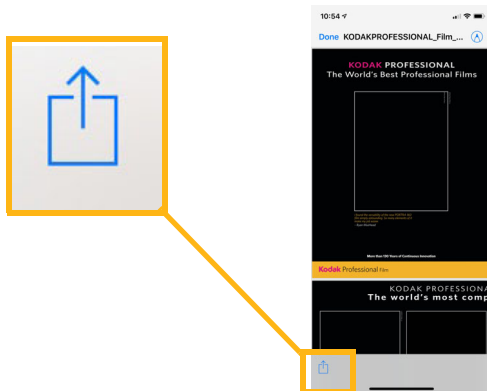 10:54
Done KODAKPROFESSIONAL_Film_...
KODAK PROFESSIONAL
The World's Best Professional Films
More than 100 Years of Continuous Innovation
Kodak Professional Film
KODAK PROFESSIONA
The world's most comp